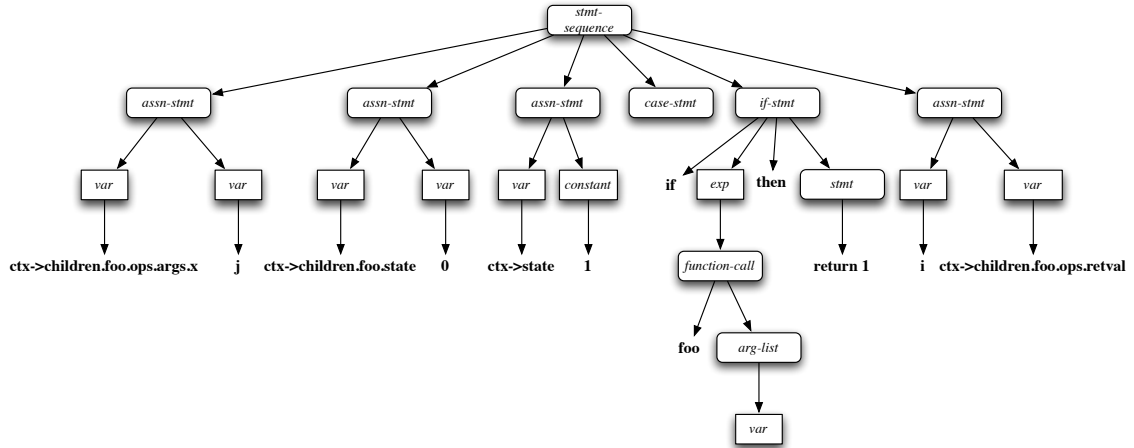 stmt-
sequence
assn-stmt
assn-stmt
assn-stmt
case-stmt
if-stmt
assn-stmt
var
var
var
var
var
constant
if
exp
then
stmt
var
var
ctx->children.foo.ops.args.x
j
ctx->children.foo.state
0
ctx->state
1
function-call
return 1
i
ctx->children.foo.ops.retval
foo
arg-list
var